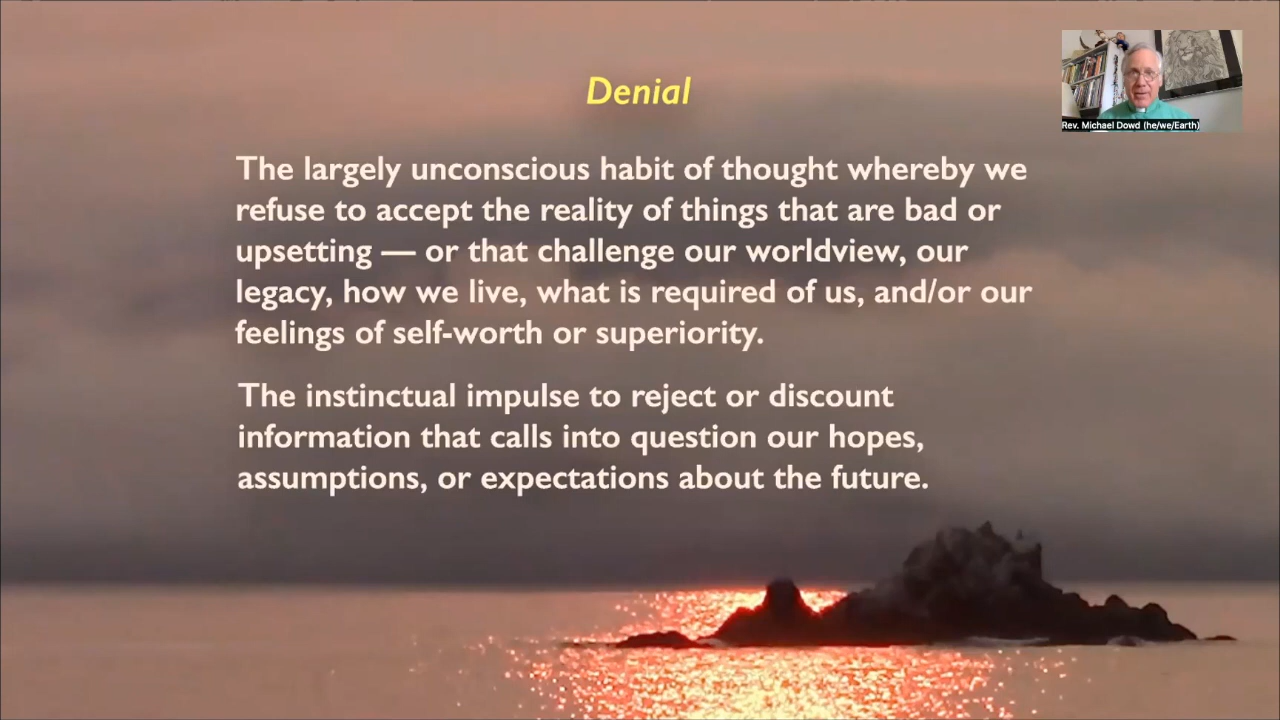 Denial
Rev. Michael Dowd (he/we/Earth)
The largely unconscious habit of thought whereby we
refuse to accept the reality of things that are bad or
upsetting — or that challenge our worldview, our
legacy, how we live, what is required of us, and/or our
feelings of self-worth or superiority.
The instinctual impulse to reject or discount
information that calls into question our hopes,
assumptions, or expectations about the future.